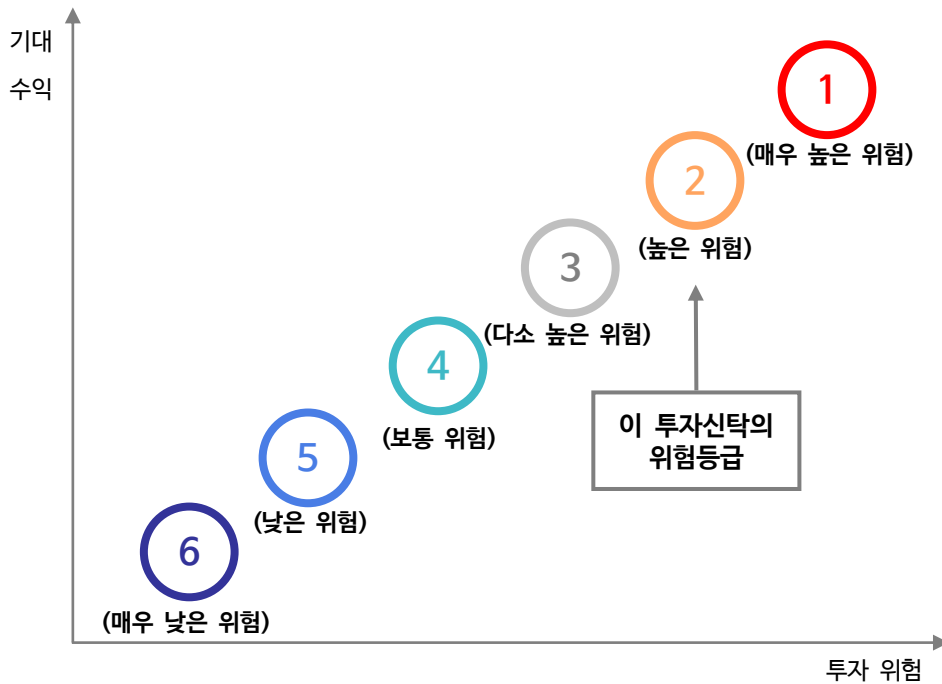 기대
수익
1
(매우 높은 위험)
2
(높은 위험)
3
(다소 높은 위험)
4
(보통 위험)
이 투자신탁의
위험등급
5
(낮은 위험)
6
(매우 낮은 위험)
투자 위험